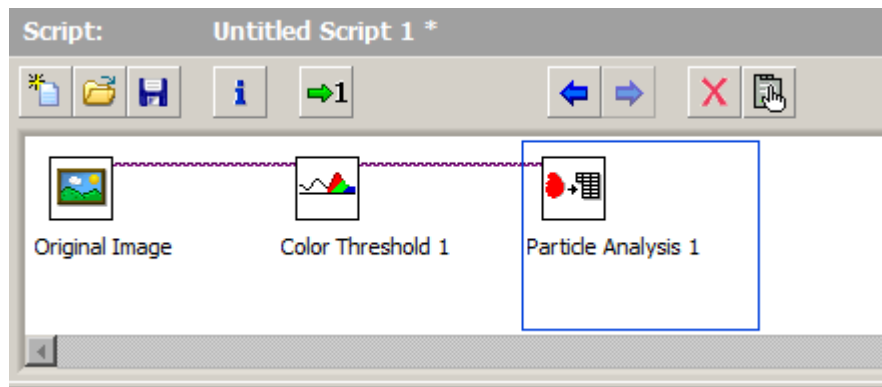 Script: Untitled Script 1 *
i 1
Original Image Color Threshold 1 Particle Analysis 1